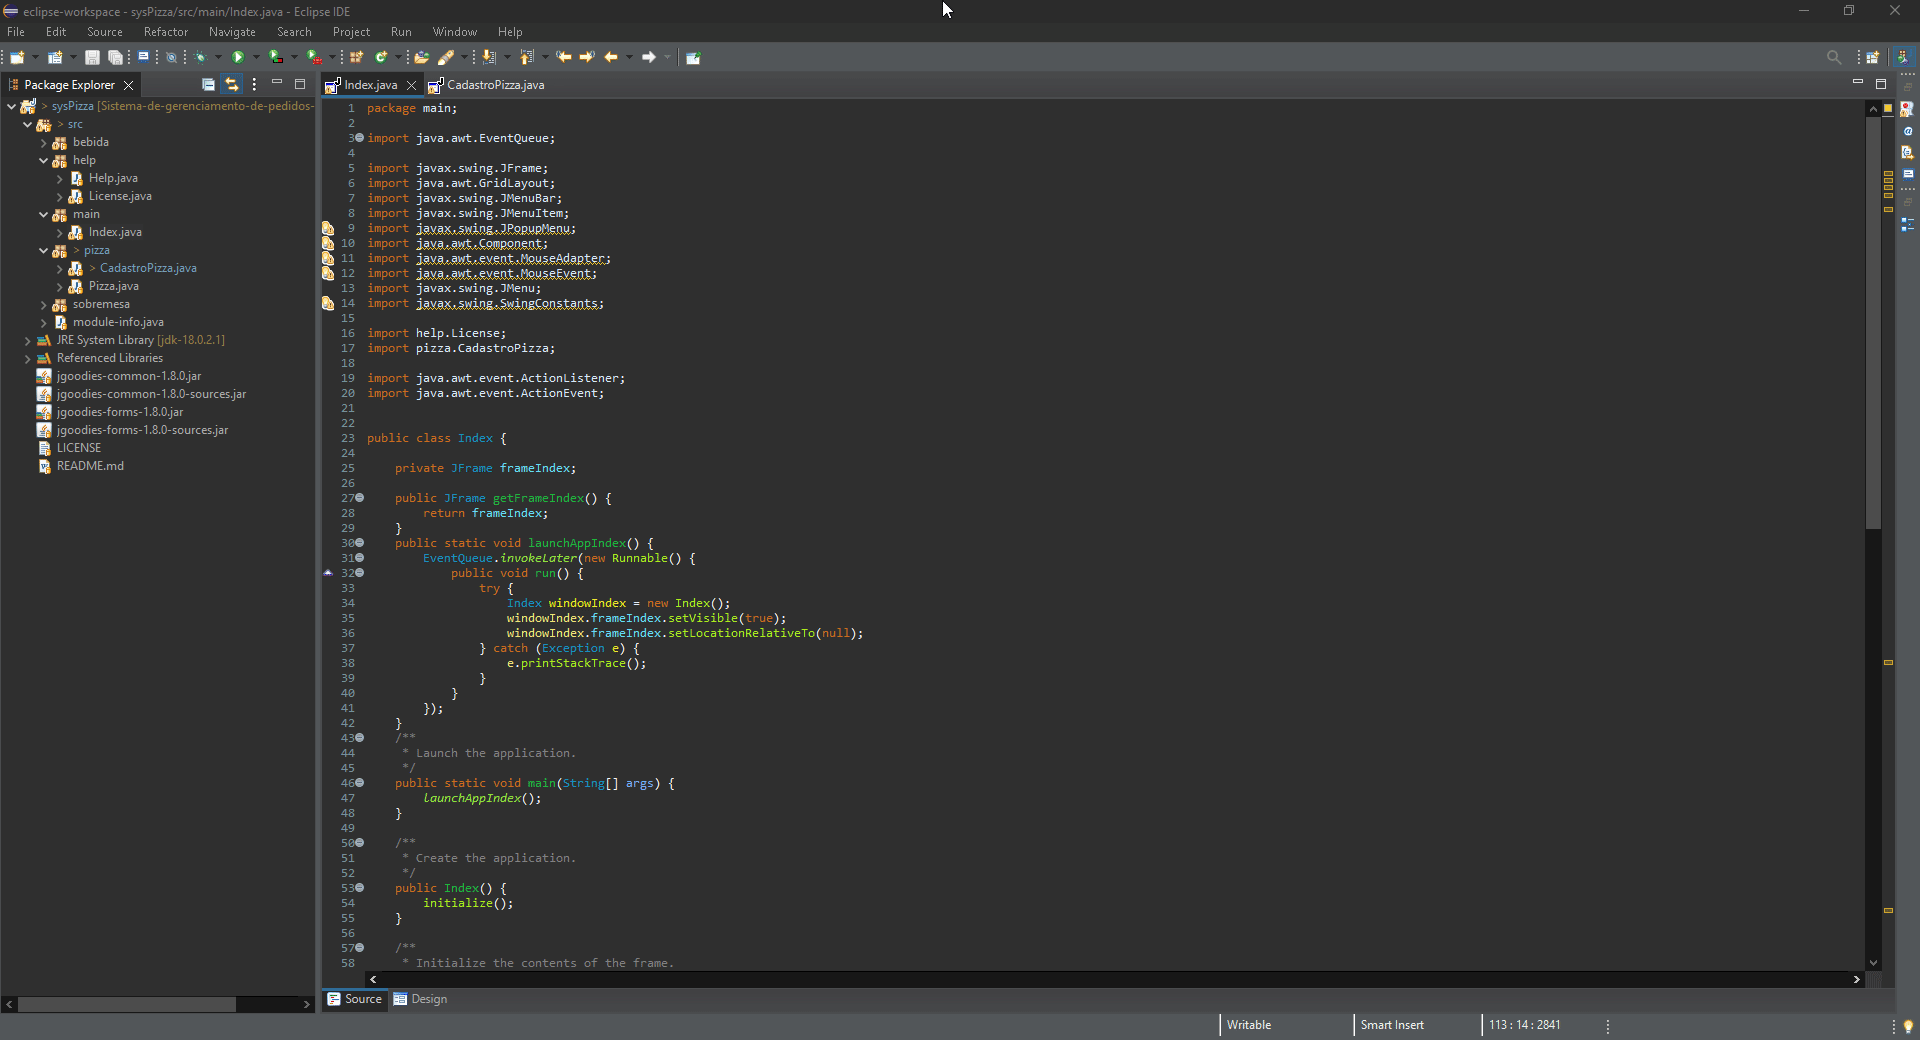 eclipse-workspace - sysPizza/src/main/Index.java - Eclipse IDE
File Edit Source Refactor Navigate Search Project Run Window Help
Package Explorer
> sysPizza [Sistema-de-gerenciamento-de-pedidos-
> src
bebida
help
Help.java
License.java
main
Index.java
> pizza
> CadastroPizza.java
Pizza.java
sobremesa
module-info.java
JRE System Library [jdk-18.0.2.1]
Referenced Libraries
jgoodies-common-1.8.0.jar
jgoodies-common-1.8.0-sources.jar
jgoodies-forms-1.8.0.jar
jgoodies-forms-1.8.0-sources.jar
LICENSE
README.md
Index.java CadastroPizza.java
1 package main;
2
3 import java.awt.EventQueue;
4
5 import javax.swing.JFrame;
6 import java.awt.GridLayout;
7 import javax.swing.JMenuBar;
8 import javax.swing.JMenuItem;
9 import javax.swing.JPopupMenu;
10 import java.awt.Component;
11 import java.awt.event.MouseAdapter;
12 import java.awt.event.MouseEvent;
13 import javax.swing.JMenu;
14 import javax.swing.SwingConstants;
15
16 import help.License;
17 import pizza.CadastroPizza;
18
19 import java.awt.event.ActionListener;
20 import java.awt.event.ActionEvent;
21
22
23 public class Index {
24
25 private JFrame frameIndex;
26
27 public JFrame getFrameIndex() {
28 return frameIndex;
29 }
30 public static void launchAppIndex() {
31 EventQueue.invokeLater(new Runnable() {
32 public void run() {
33 try {
34 Index windowIndex = new Index();
35 windowIndex.frameIndex.setVisible(true);
36 windowIndex.frameIndex.setLocationRelativeTo(null);
37 } catch (Exception e) {
38 e.printStackTrace();
39 }
40 }
41 });
42 }
43 /**
44 * Launch the application.
45 */
46 public static void main(String[] args) {
47 launchAppIndex();
48 }
49
50 /**
51 * Create the application.
52 */
53 public Index() {
54 initialize();
55 }
56
57 /**
58 * Initialize the contents of the frame.
Source Design
Writable Smart Insert 113 : 14 : 2841